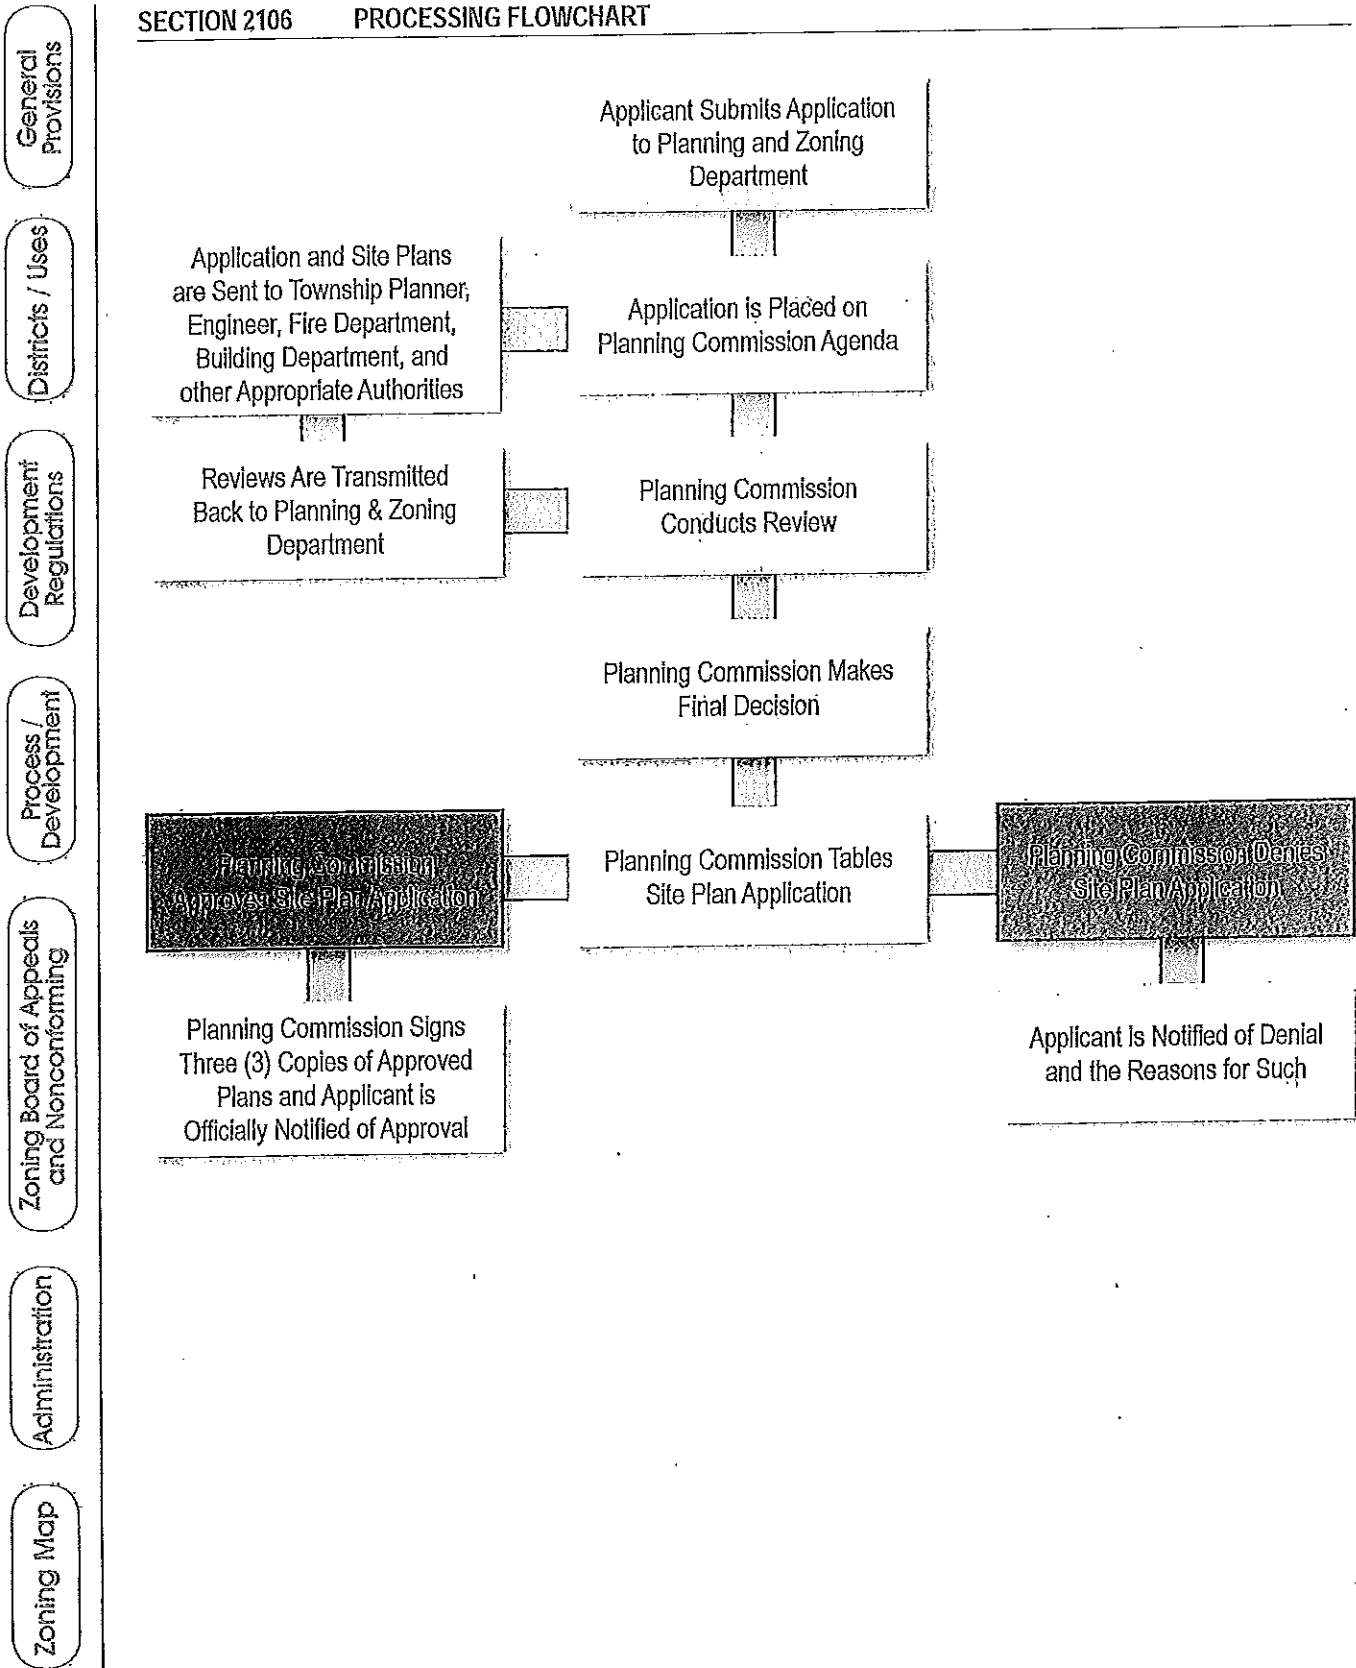 SECTION 2106 PROCESSING FLOWCHART
General
Provisions
Districts / Uses
Development
Regulations
Process /
Development
Zoning Board of Appeals
and Nonconforming
Administration
Zoning Map
Applicant Submits Application
to Planning and Zoning
Department
Application and Site Plans
are Sent to Township Planner,
Engineer, Fire Department,
Building Department, and
other Appropriate Authorities
Application is Placed on
Planning Commission Agenda
Reviews Are Transmitted
Back to Planning & Zoning
Department
Planning Commission
Conducts Review
Planning Commission Makes
Final Decision
Planning Commission
Approves Site Plan Application
Planning Commission Tables
Site Plan Application
Planning Commission Denies
Site Plan Application
Planning Commission Signs
Three (3) Copies of Approved
Plans and Applicant is
Officially Notified of Approval
Applicant is Notified of Denial
and the Reasons for Such